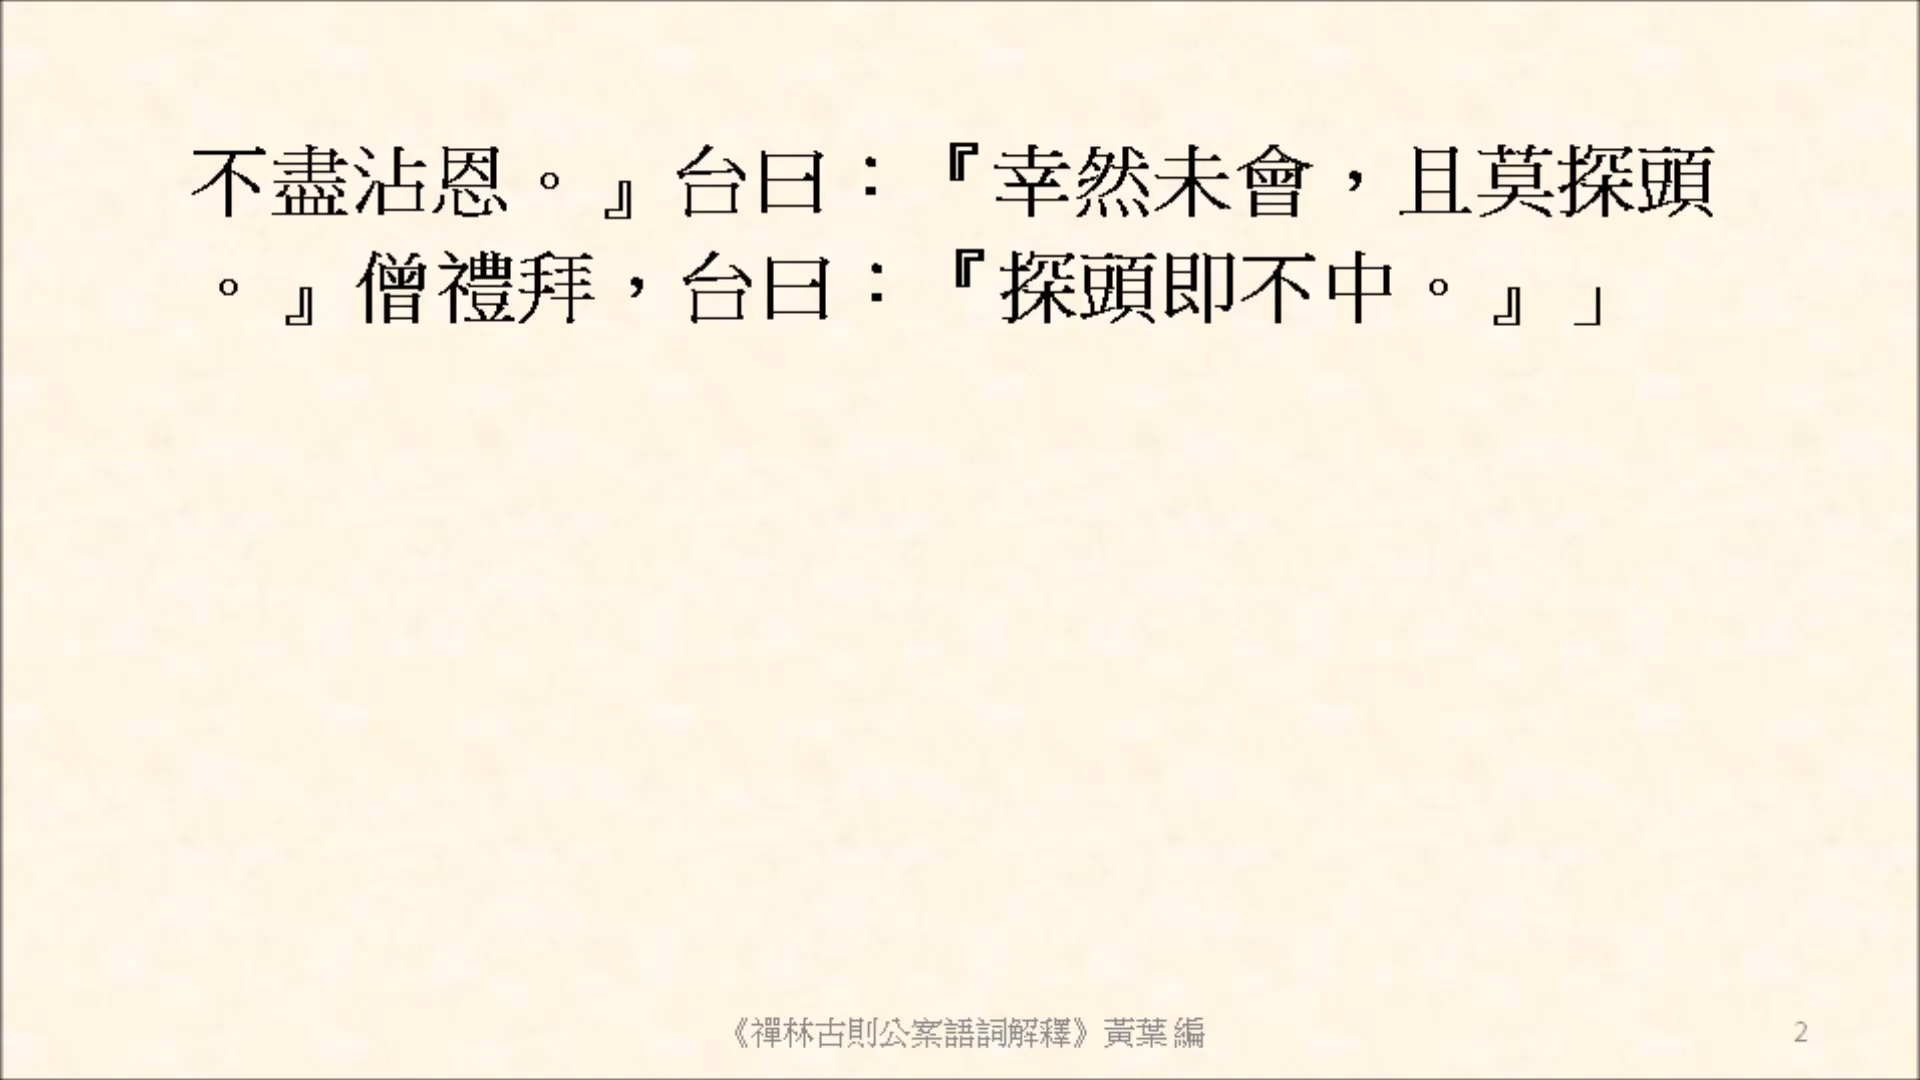 不盡沾恩。』台曰：『幸然未會，且莫探頭
。』僧禮拜，台曰：『探頭即不中。』」
《禪林古則公案語詞解釋》黃葉 編
2